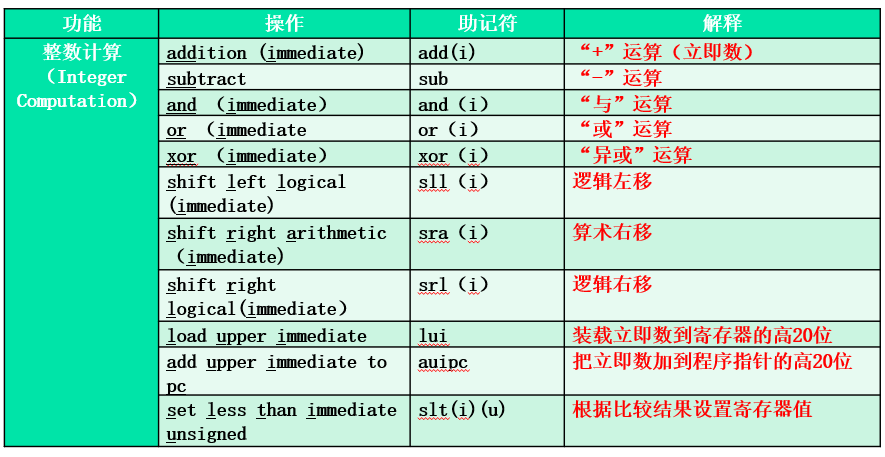 功能 操作 助记符 解释
整数计算 addition (immediate) add(i) “+”运算（立即数）
（Integer subtract sub “-”运算
Computation） and （immediate） and（i） “与”运算
or （immediate or（i） “或”运算
xor （immediate） xor（i） “异或”运算
shift left logical sll（i） 逻辑左移
(immediate)
shift right arithmetic sra（i） 算术右移
（immediate)
shift right srl（i） 逻辑右移
logical(immediate）
load upper immediate lui 装载立即数到寄存器的高20位
add upper immediate to auipc 把立即数加到程序指针的高20位
pc
set less than immediate slt(i)(u) 根据比较结果设置寄存器值
unsigned